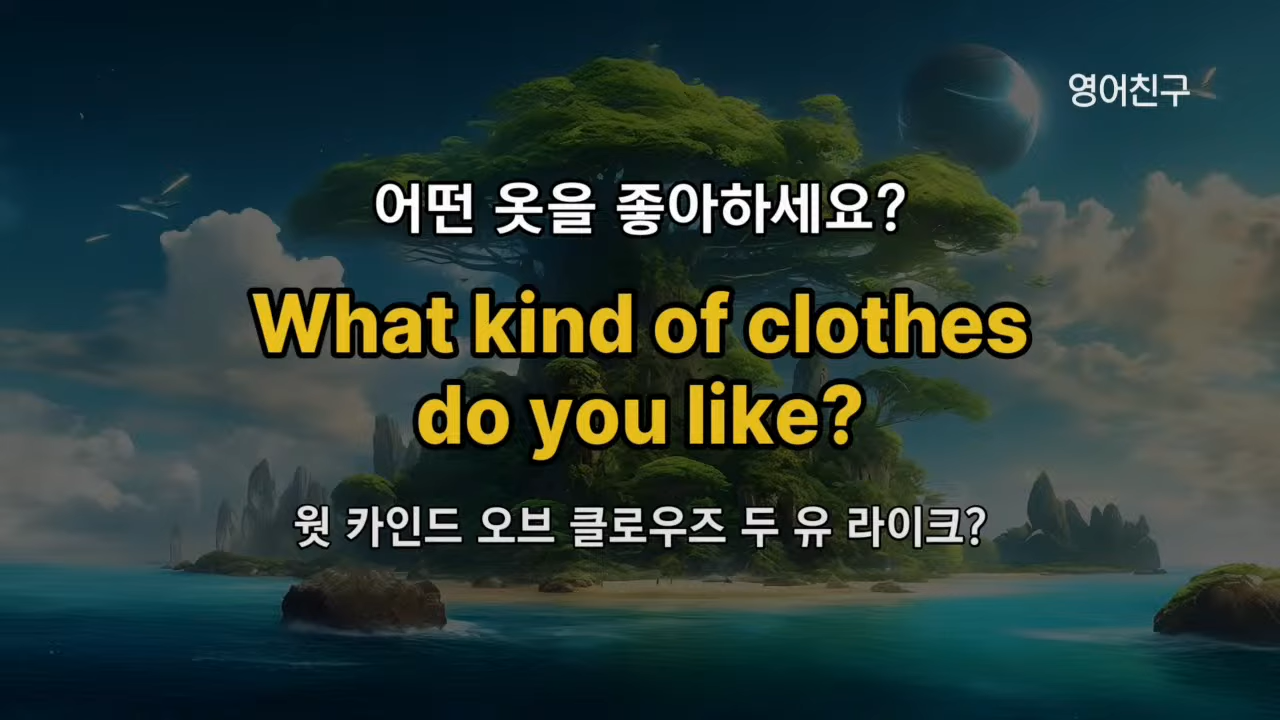 영어친구
어떤 옷을 좋아하세요?
What kind of clothes
do you like?
웟 카인드 오브 클로우즈 두 유 라이크?